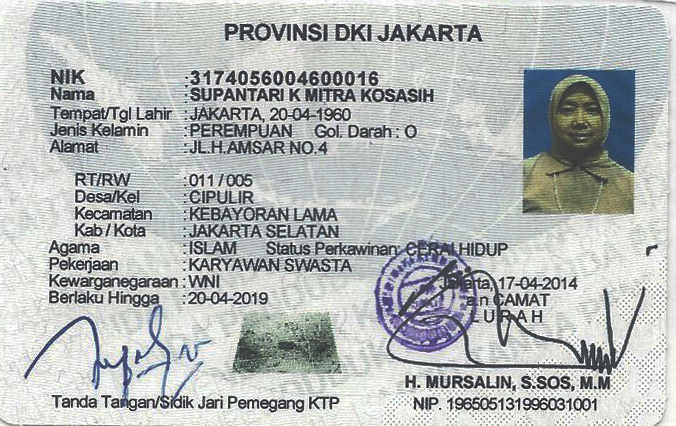 PROVINSI DKI JAKARTA
NIK : 3174056004600016
Nama : SUPANTARI K MITRA KOSASIH
Tempat/Tgl Lahir : JAKARTA, 20-04-1960
Jenis Kelamin : PEREMPUAN Gol. Darah : O
Alamat : JL.H.AMSAR NO.4
RT/RW : 011 / 005
Desa/Kel : CIPULIR
Kecamatan : KEBAYORAN LAMA
Kab / Kota : JAKARTA SELATAN
Agama : ISLAM Status Perkawinan: CERAI HIDUP
Pekerjaan : KARYAWAN SWASTA
Kewarganegaraan : WNI
Berlaku Hingga : 20-04-2019
Jakarta, 17-04-2014
a.n CAMAT
LURAH
H. MURSALIN, S.SOS, M.M
Tanda Tangan/Sidik Jari Pemegang KTP NIP. 196505131996031001